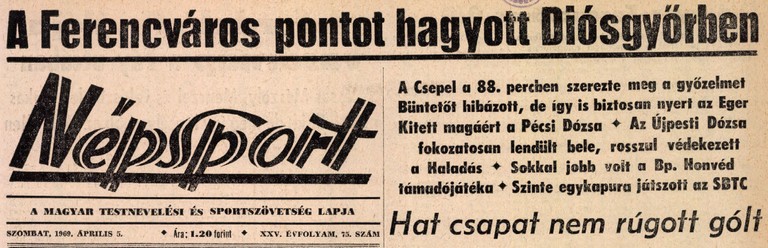 A Ferencváros pontot hagyott Diósgyőrben
Népsport
A MAGYAR TESTNEVELÉSI ÉS SPORTSZÖVETSÉG LAPJA
SZOMBAT, 1969. ÁPRILIS 5. ✦ Ára: 1.20 forint ✦ XXV. ÉVFOLYAM, 75. SZÁM
A Csepel a 88. percben szerezte meg a győzelmet
Büntetőt hibázott, de így is biztosan nyert az Eger
Kitett magáért a Pécsi Dózsa ✦ Az Újpesti Dózsa
fokozatosan lendült bele, rosszul védekezett
a Haladás ✦ Sokkal jobb volt a Bp. Honvéd
támadójátéka ✦ Szinte egykapura játszott az SBTC
Hat csapat nem rúgott gólt